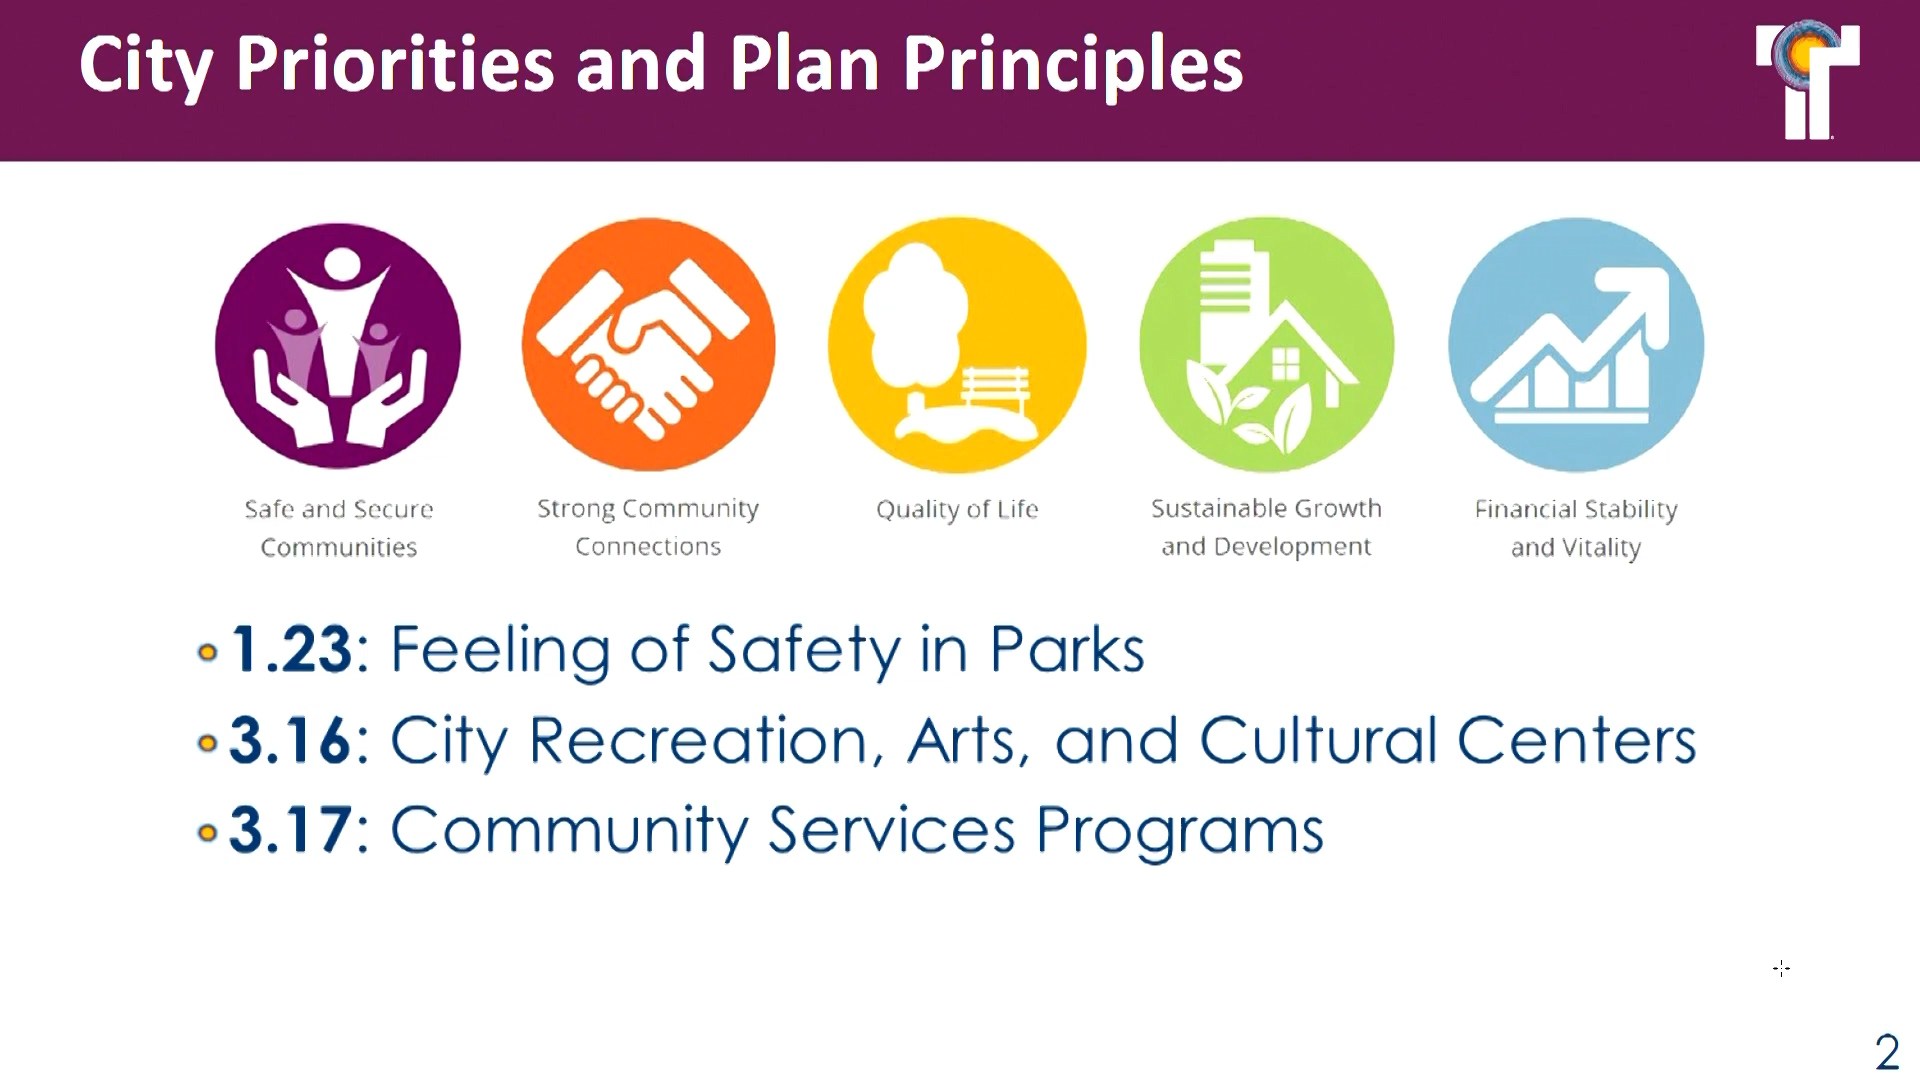 City Priorities and Plan Principles
Safe and Secure
Communities
Strong Community
Connections
Quality of Life
Sustainable Growth
and Development
Financial Stability
and Vitality
1.23: Feeling of Safety in Parks
3.16: City Recreation, Arts, and Cultural Centers
3.17: Community Services Programs
2